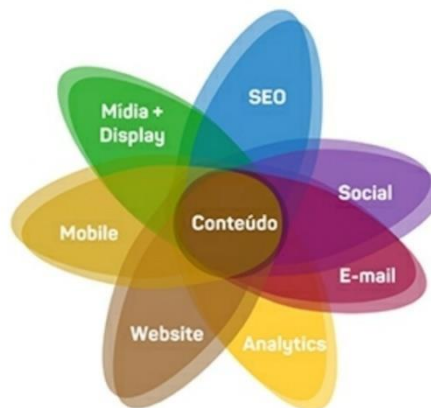 SEO
Mídia +
Display
Social
Conteúdo
Mobile
E-mail
Website
Analytics